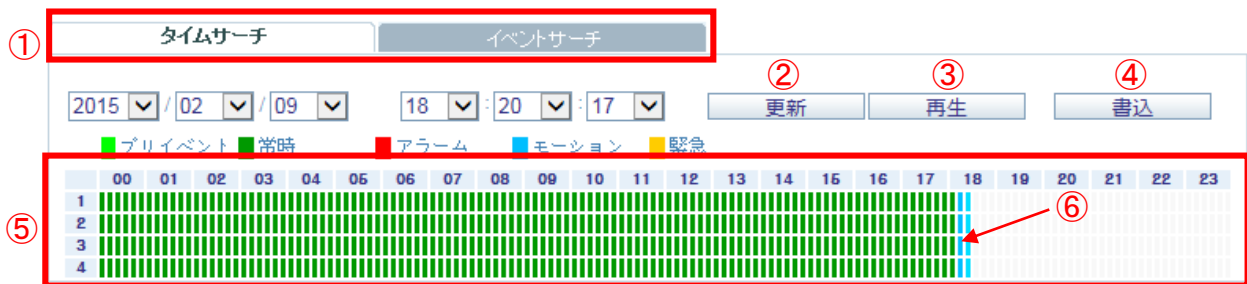 ① タイムサーチ イベントサーチ
② ③ ④
2015 / 02 / 09 18 : 20 : 17 更新 再生 書込
プリイベント 常時 アラーム モーション 緊急
00 01 02 03 04 05 06 07 08 09 10 11 12 13 14 15 16 17 18 19 20 21 22 23
1
⑥
2
⑤
3
4